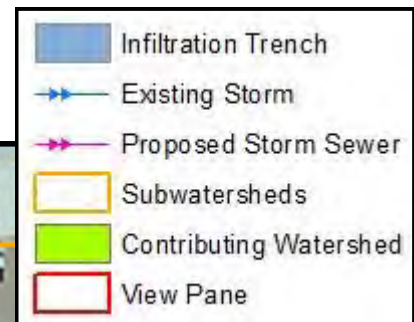 Infiltration Trench
Existing Storm
Proposed Storm Sewer
Subwatersheds
Contributing Watershed
View Pane